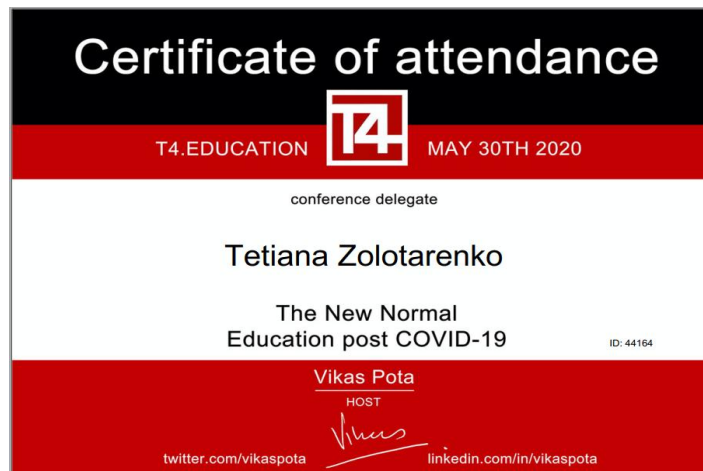 Certificate of attendance
T4.EDUCATION T4 MAY 30TH 2020
conference delegate
Tetiana Zolotarenko
The New Normal
Education post COVID-19
ID: 44164
Vikas Pota
HOST
Vikas
twitter.com/vikaspota linkedin.com/in/vikaspota